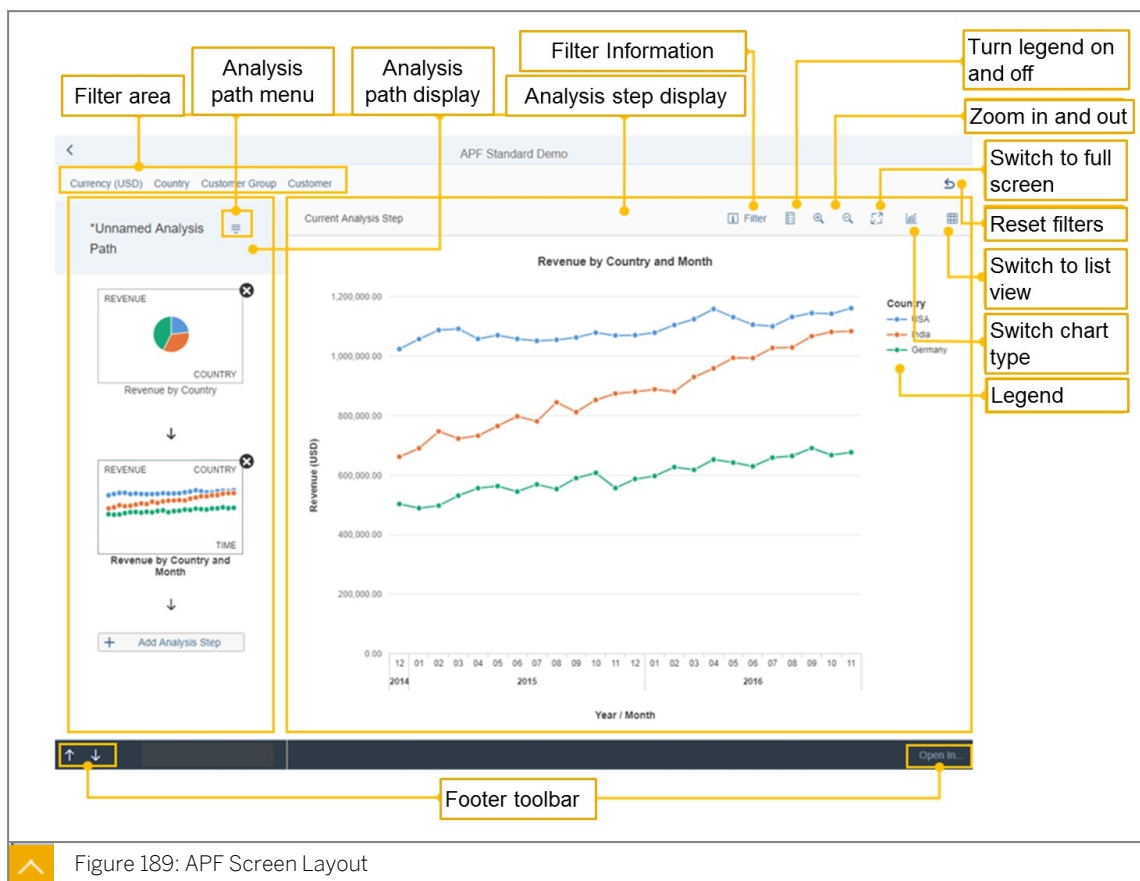 Filter area
Analysis
path menu
Analysis
path display
Filter Information
Analysis step display
Turn legend on
and off
Zoom in and out
Switch to full
screen
Reset filters
Switch to list
view
Switch chart
type
Legend
APF Standard Demo
Currency (USD) Country Customer Group Customer
*Unnamed Analysis
Path
Current Analysis Step
Filter
REVENUE
COUNTRY
Revenue by Country
REVENUE COUNTRY
TIME
Revenue by Country and
Month
+ Add Analysis Step
Revenue by Country and Month
1,200,000.00
1,000,000.00
800,000.00
600,000.00
400,000.00
200,000.00
0.00
Revenue (USD)
12 01 02 03 04 05 06 07 08 09 10 11 12 01 02 03 04 05 06 07 08 09 10 11
2014 2015 2016
Year / Month
Country
USA
India
Germany
Open In...
Footer toolbar
Figure 189: APF Screen Layout